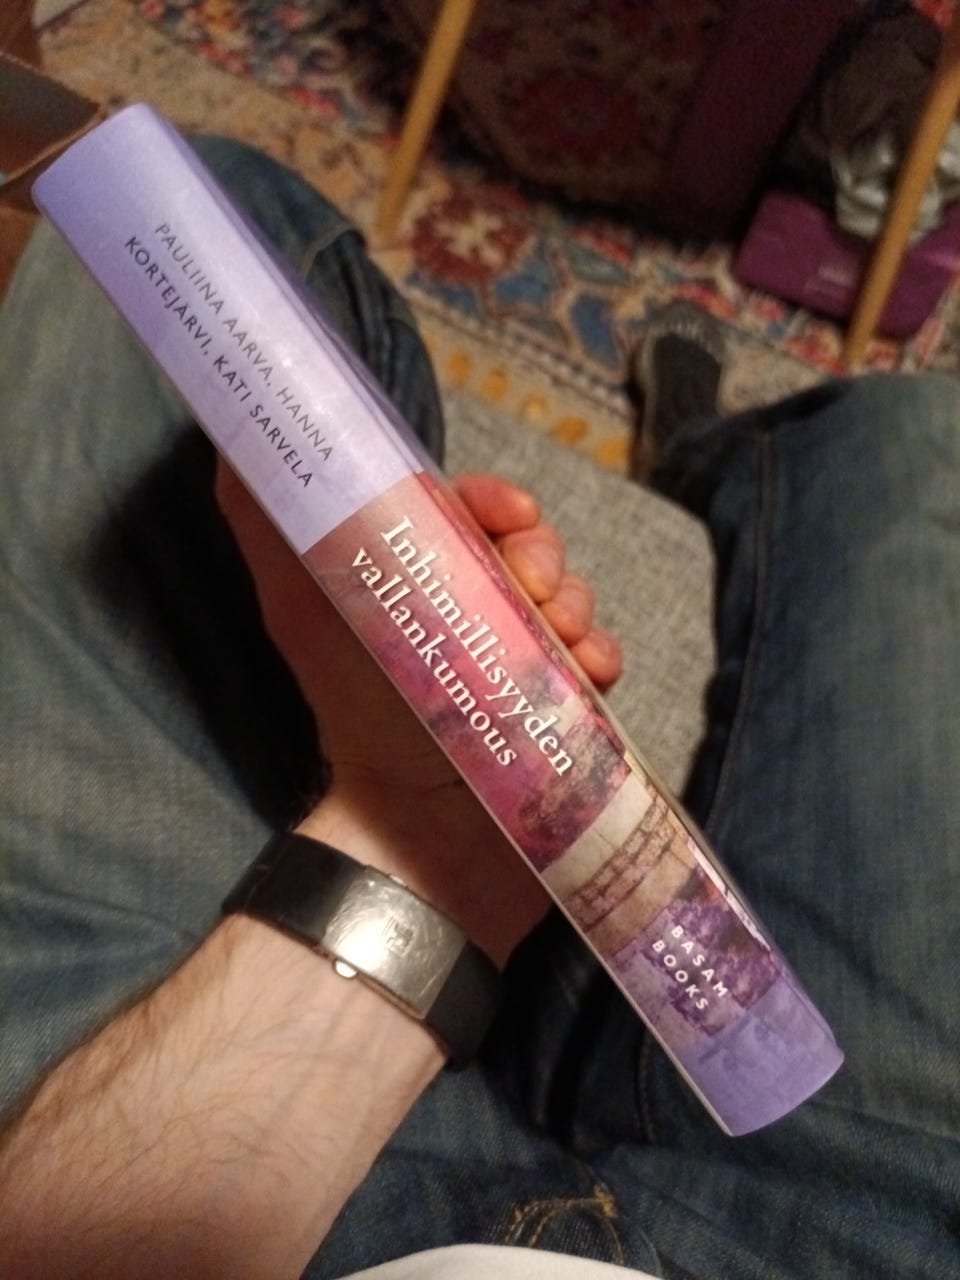 PAULIINA AARVA, HANNA
KORTEJÄRVI, KATI SARVELA
Inhimillisyyden
vallankumous
BASAM
BOOKS